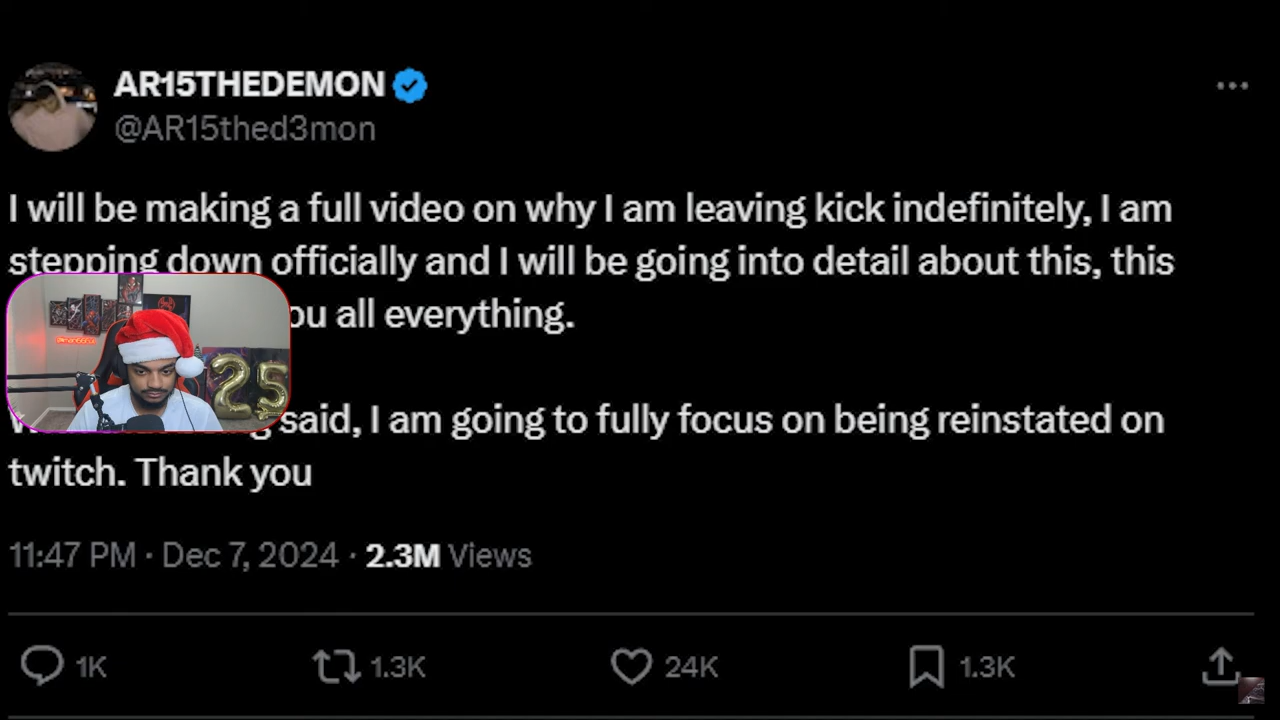 AR15THEDEMON
@AR15thed3mon
I will be making a full video on why I am leaving kick indefinitely, I am
stepping down officially and I will be going into detail about this, this
ou all everything.
said, I am going to fully focus on being reinstated on
twitch. Thank you
11:47 PM · Dec 7, 2024 · 2.3M Views
1K 1.3K 24K 1.3K
25